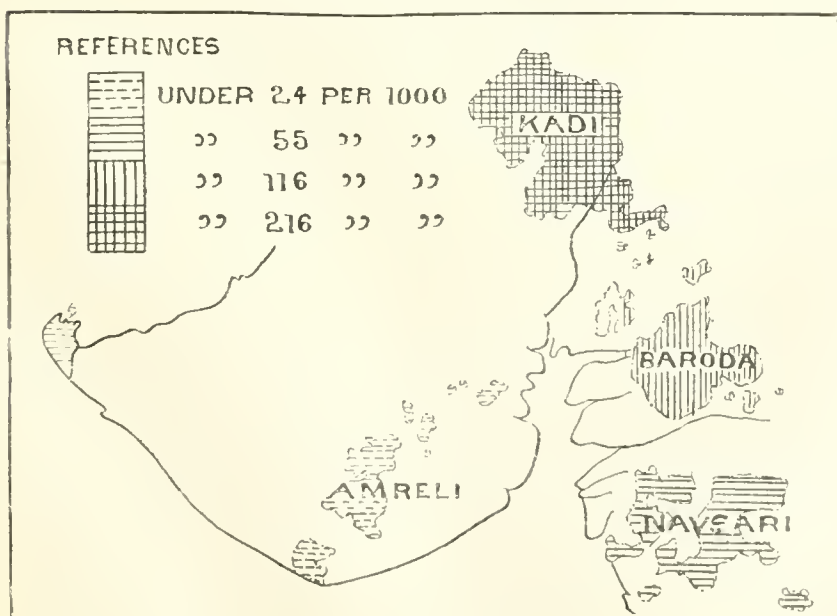 REFERENCES
UNDER 24 PER 1000
” 55 ” ”
” 116 ” ”
” 216 ” ”
KADI
BARODA
AMRELI
NAVSARI